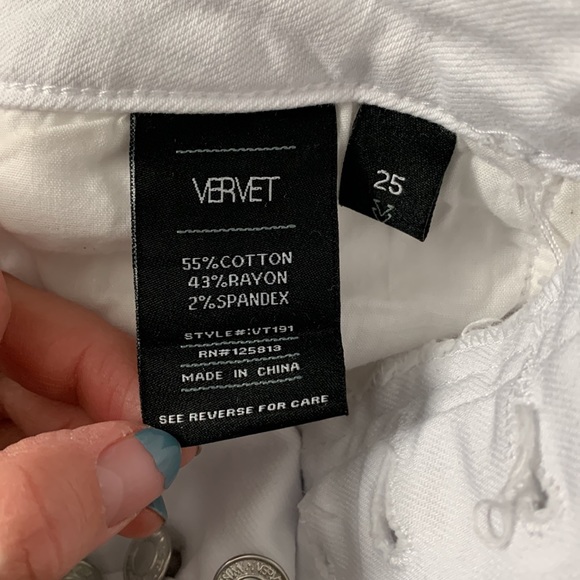 VERVET
25
55%COTTON
43%RAYON
2%SPANDEX
STYLE#:VT191
RN#125813
MADE IN CHINA
SEE REVERSE FOR CARE